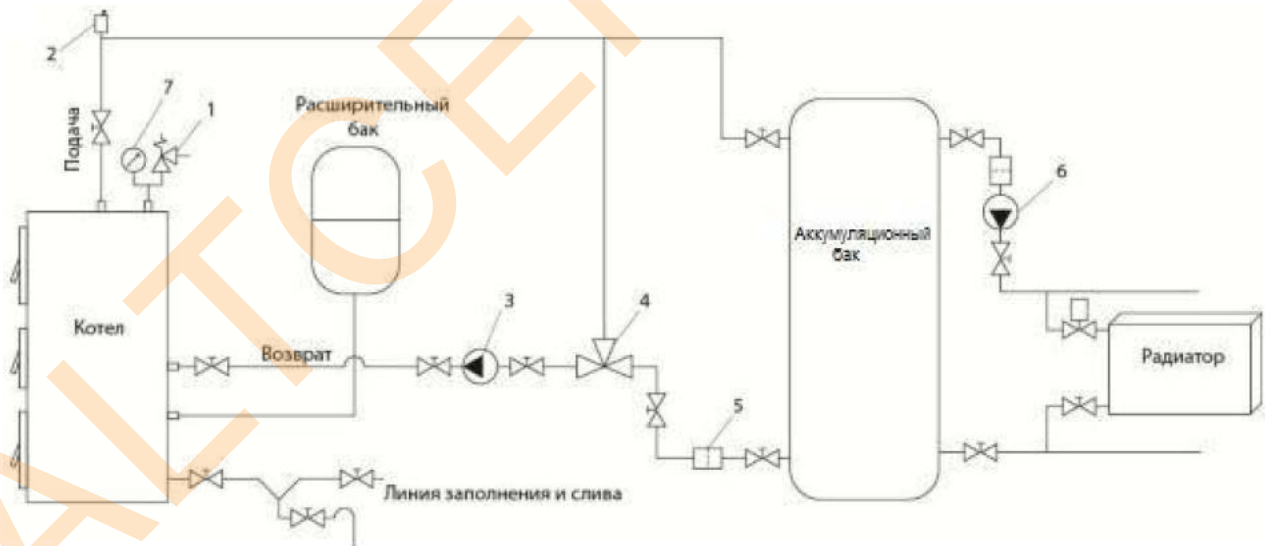 2
7
1
Подача
Расширительный
бак
6
Аккумуляционный
бак
3
4
Котел
Возврат
Радиатор
5
Линия заполнения и слива